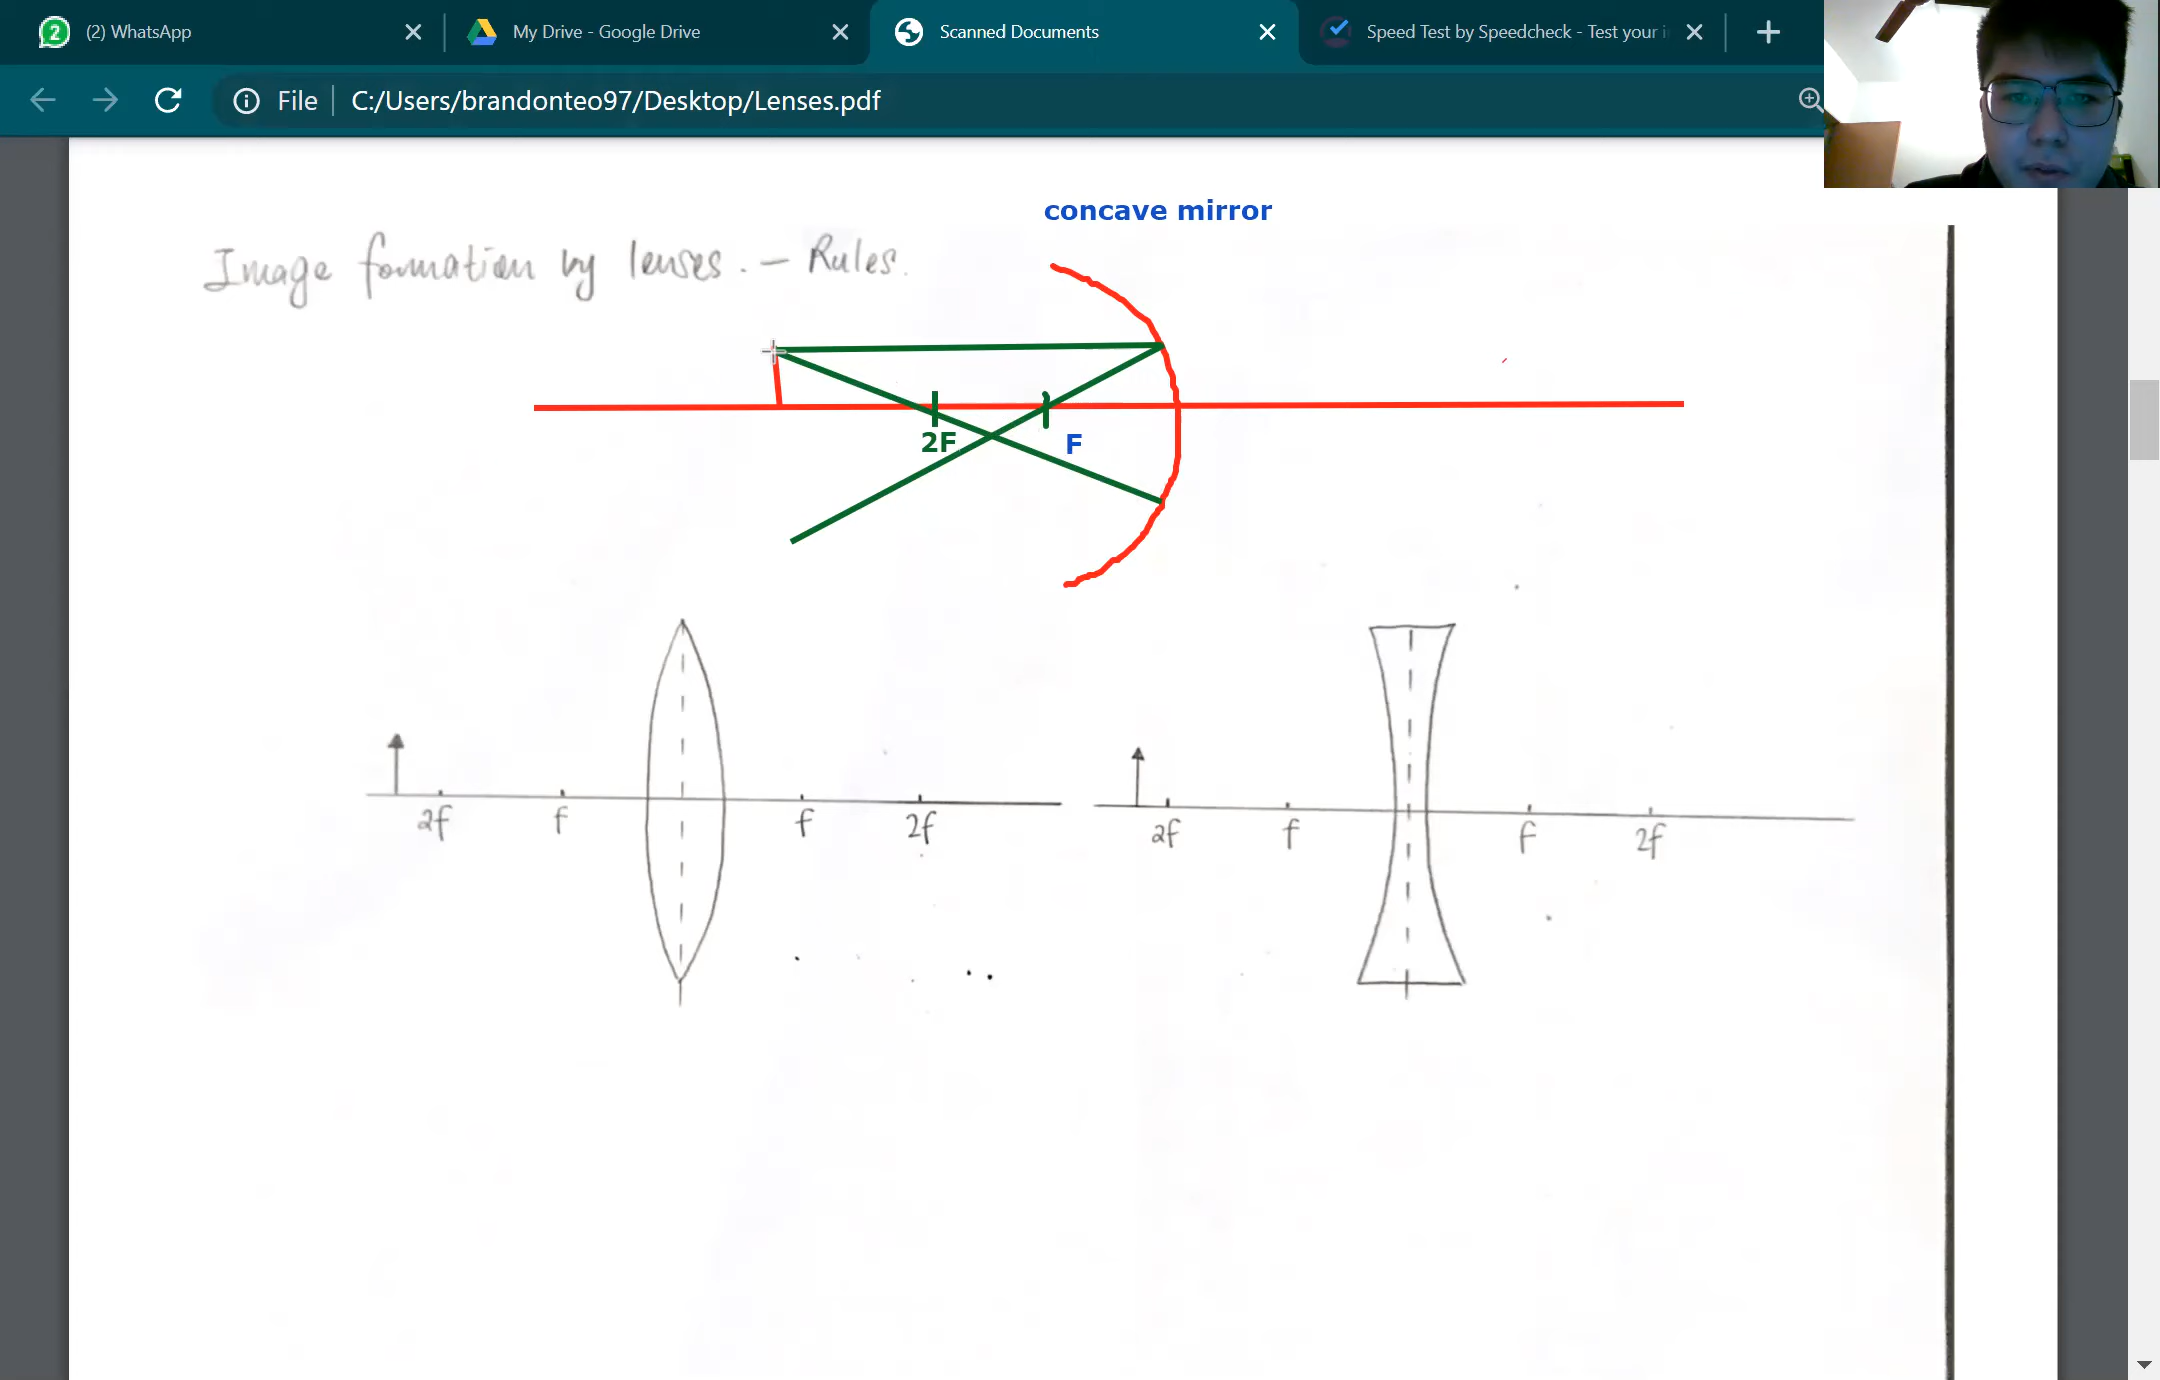 2
(2) WhatsApp
My Drive - Google Drive
Scanned Documents
Speed Test by Speedcheck - Test your i
File
C:/Users/brandonteo97/Desktop/Lenses.pdf
concave mirror
Image formation by lenses. - Rules.
2F
F
2f f f 2f
2f f f 2f